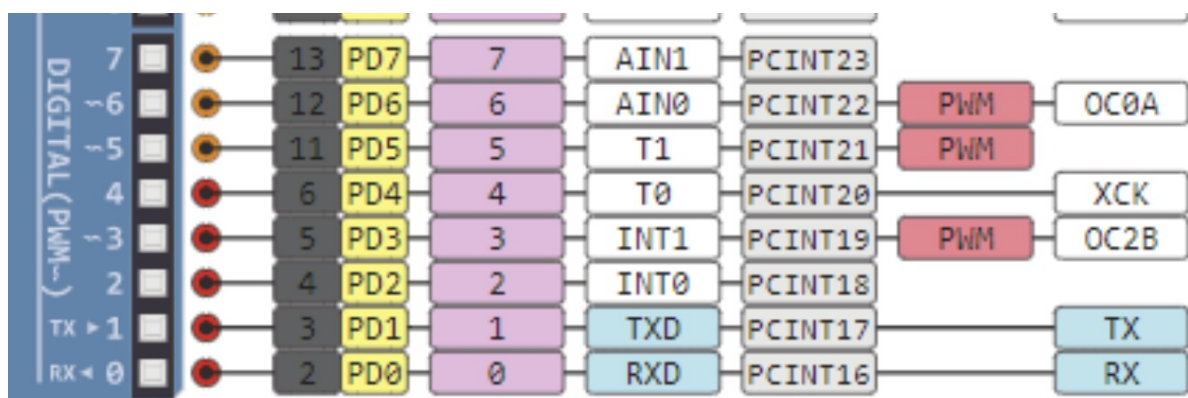 7 13 PD7 7 AIN1 PCINT23
~6 12 PD6 6 AIN0 PCINT22 PWM OC0A
~5 11 PD5 5 T1 PCINT21 PWM
4 6 PD4 4 T0 PCINT20 XCK
~3 5 PD3 3 INT1 PCINT19 PWM OC2B
2 4 PD2 2 INT0 PCINT18
TX ▸ 1 3 PD1 1 TXD PCINT17 TX
RX ◂ 0 2 PD0 0 RXD PCINT16 RX
DIGITAL(PWM~)